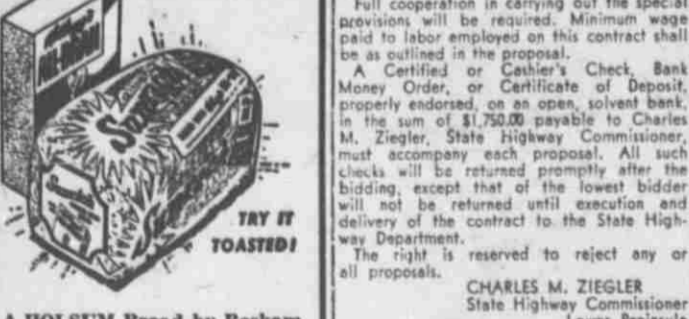 ALL-BRAN
TRY IT
TOASTED!
A HOLSUM Bread by Borham
Full cooperation in carrying out the special
provisions will be required. Minimum wage
paid to labor employed on this contract shall
be as outlined in the proposal.
A Certified or Cashier's Check, Bank
Money Order, or Certificate of Deposit,
properly endorsed, on an open, solvent bank,
in the sum of $1,750.00 payable to Charles
M. Ziegler, State Highway Commissioner,
must accompany each proposal. All such
checks will be returned promptly after the
bidding, except that of the lowest bidder
will not be returned until execution and
delivery of the contract to the State High-
way Department.
The right is reserved to reject any or
all proposals.
CHARLES M. ZIEGLER
State Highway Commissioner